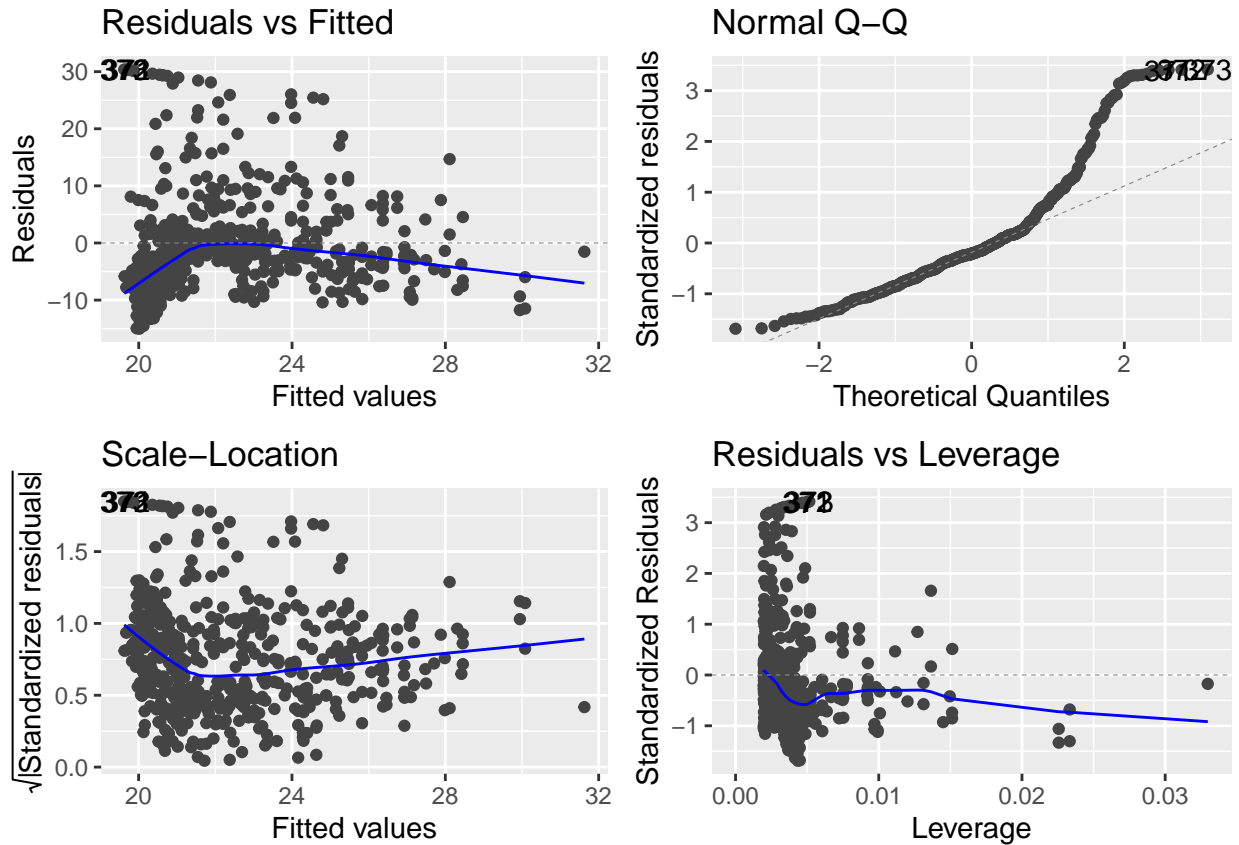 Residuals vs Fitted
Residuals
30
20
10
0
−10
20
24
28
32
Fitted values
Normal Q−Q
Standardized residuals
3
2
1
0
−1
−2
0
2
Theoretical Quantiles
Scale−Location
√|Standardized residuals|
1.5
1.0
0.5
0.0
20
24
28
32
Fitted values
Residuals vs Leverage
Standardized Residuals
3
2
1
0
−1
0.00
0.01
0.02
0.03
Leverage